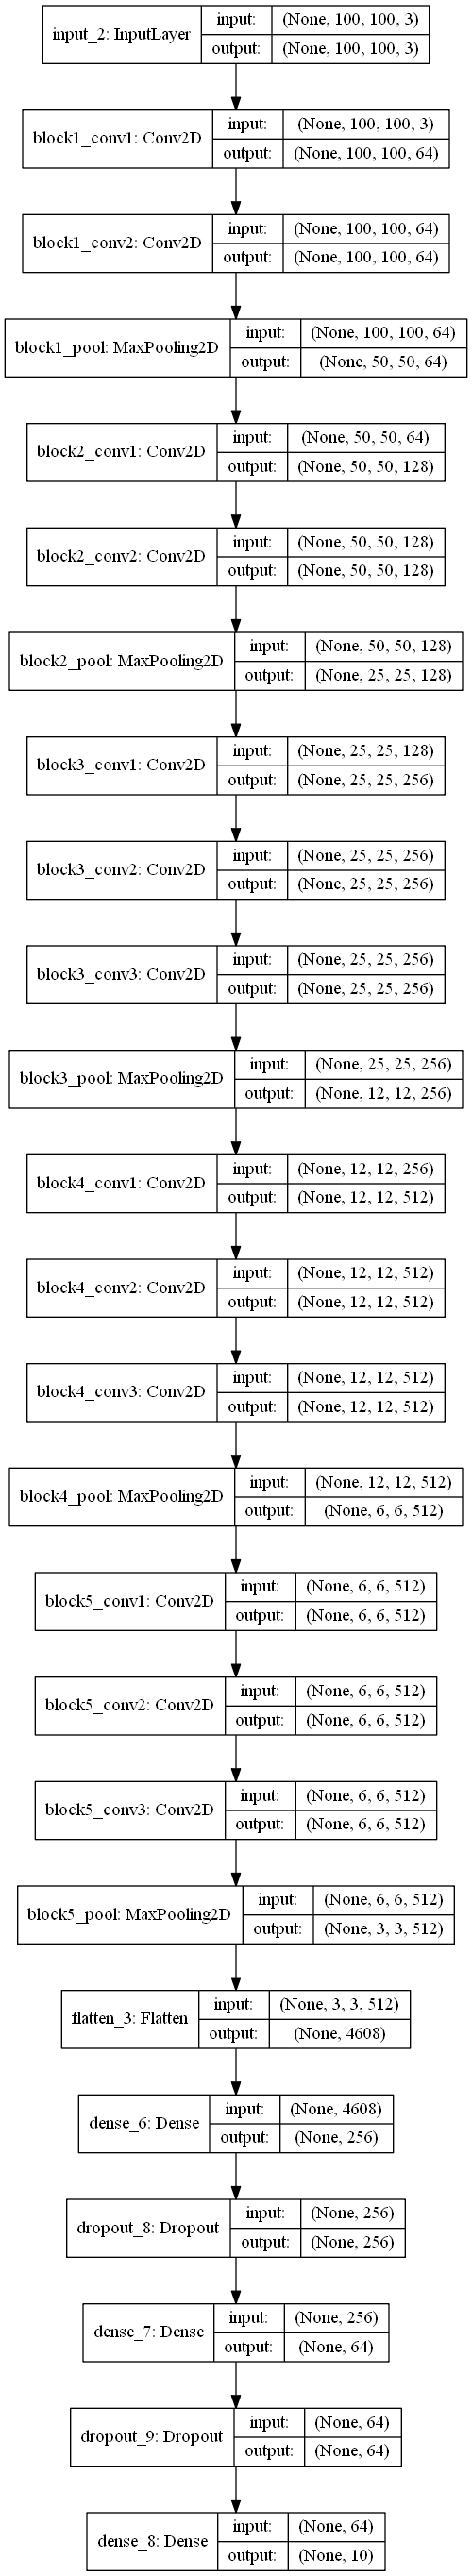 input_2: InputLayer
input: (None, 100, 100, 3)
output: (None, 100, 100, 3)
block1_conv1: Conv2D
input: (None, 100, 100, 3)
output: (None, 100, 100, 64)
block1_conv2: Conv2D
input: (None, 100, 100, 64)
output: (None, 100, 100, 64)
block1_pool: MaxPooling2D
input: (None, 100, 100, 64)
output: (None, 50, 50, 64)
block2_conv1: Conv2D
input: (None, 50, 50, 64)
output: (None, 50, 50, 128)
block2_conv2: Conv2D
input: (None, 50, 50, 128)
output: (None, 50, 50, 128)
block2_pool: MaxPooling2D
input: (None, 50, 50, 128)
output: (None, 25, 25, 128)
block3_conv1: Conv2D
input: (None, 25, 25, 128)
output: (None, 25, 25, 256)
block3_conv2: Conv2D
input: (None, 25, 25, 256)
output: (None, 25, 25, 256)
block3_conv3: Conv2D
input: (None, 25, 25, 256)
output: (None, 25, 25, 256)
block3_pool: MaxPooling2D
input: (None, 25, 25, 256)
output: (None, 12, 12, 256)
block4_conv1: Conv2D
input: (None, 12, 12, 256)
output: (None, 12, 12, 512)
block4_conv2: Conv2D
input: (None, 12, 12, 512)
output: (None, 12, 12, 512)
block4_conv3: Conv2D
input: (None, 12, 12, 512)
output: (None, 12, 12, 512)
block4_pool: MaxPooling2D
input: (None, 12, 12, 512)
output: (None, 6, 6, 512)
block5_conv1: Conv2D
input: (None, 6, 6, 512)
output: (None, 6, 6, 512)
block5_conv2: Conv2D
input: (None, 6, 6, 512)
output: (None, 6, 6, 512)
block5_conv3: Conv2D
input: (None, 6, 6, 512)
output: (None, 6, 6, 512)
block5_pool: MaxPooling2D
input: (None, 6, 6, 512)
output: (None, 3, 3, 512)
flatten_3: Flatten
input: (None, 3, 3, 512)
output: (None, 4608)
dense_6: Dense
input: (None, 4608)
output: (None, 256)
dropout_8: Dropout
input: (None, 256)
output: (None, 256)
dense_7: Dense
input: (None, 256)
output: (None, 64)
dropout_9: Dropout
input: (None, 64)
output: (None, 64)
dense_8: Dense
input: (None, 64)
output: (None, 10)